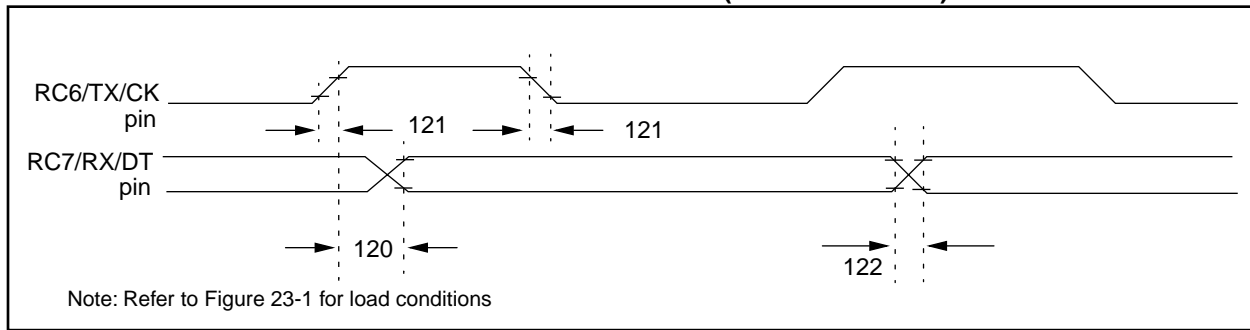 RC6/TX/CK
pin
121
121
RC7/RX/DT
pin
120
122
Note: Refer to Figure 23-1 for load conditions